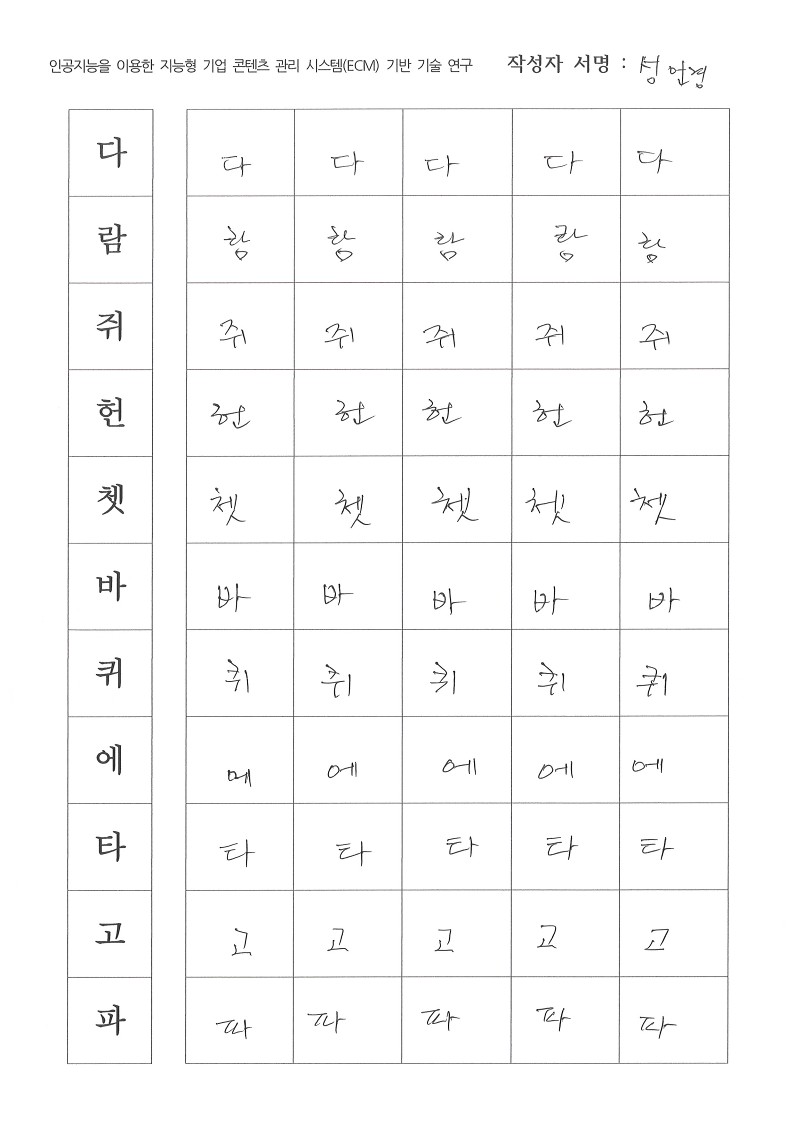 인공지능을 이용한 지능형 기업 콘텐츠 관리 시스템(ECM) 기반 기술 연구 작성자 서명 : 성안경
다 다 다 다 다 다
람 람 람 람 람 람
쥐 쥐 쥐 쥐 쥐 쥐
헌 헌 헌 헌 헌 헌
쳇 쳇 쳇 쳇 쳇 쳇
바 바 바 바 바 바
퀴 퀴 퀴 퀴 퀴 퀴
에 에 에 에 에 에
타 타 타 타 타 타
고 고 고 고 고 고
파 파 파 파 파 파